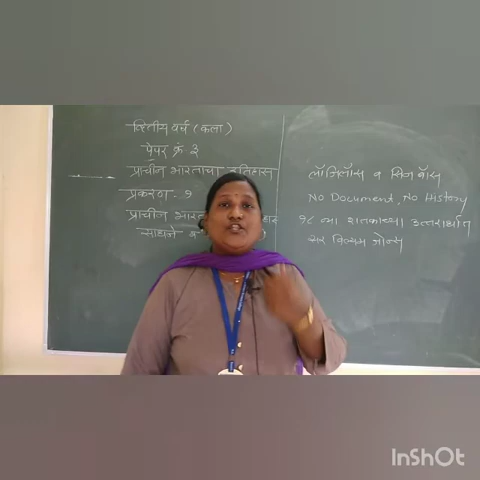 द्वितीय वर्ष (कला)
पेपर क्रं ३
प्राचीन भारताचा इतिहास
प्रकरण - १
प्राचीन भारत
साधने व
लॉजिलॉस व सिनबॉस
No Document, No History
१८ व्या शतकाच्या उत्तरार्धात
सर विल्यम जोन्स
InShOt